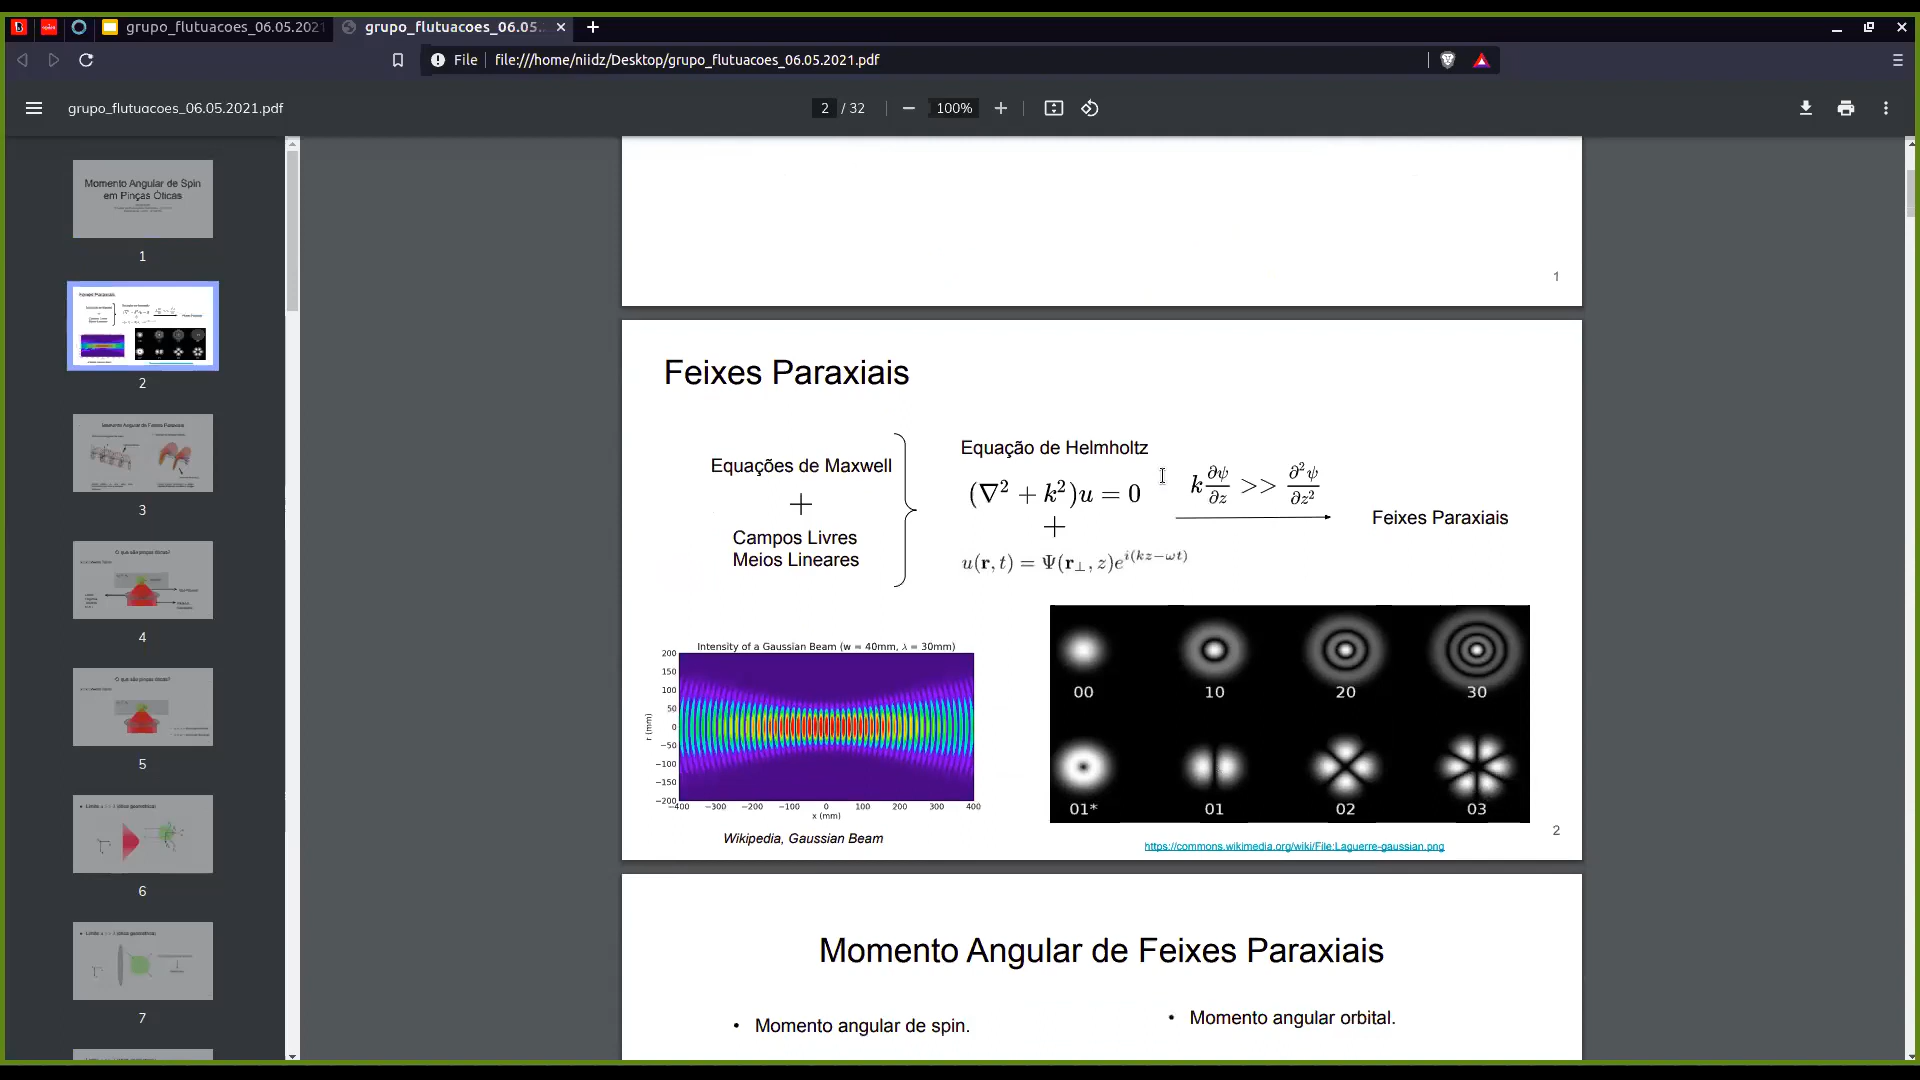 grupo_flutuacoes_06.05.2021
grupo_flutuacoes_06.05.
File
file:///home/niidz/Desktop/grupo_flutuacoes_06.05.2021.pdf
grupo_flutuacoes_06.05.2021.pdf
2 / 32
100%
Momento Angular de Spin
em Pinças Óticas
1
2
3
4
5
6
7
1
Feixes Paraxiais
Equações de Maxwell
+
Campos Livres
Meios Lineares
Equação de Helmholtz
(∇² + k²)u = 0
+
u(r, t) = Ψ(r⊥, z)e^{i(kz−ωt)}
k ∂ψ/∂z >> ∂²ψ/∂z²
Feixes Paraxiais
Intensity of a Gaussian Beam (w = 40mm, λ = 30mm)
200
150
100
50
0
−50
−100
−150
−200
r (mm)
−400 −300 −200 −100 0 100 200 300 400
x (mm)
Wikipedia, Gaussian Beam
00 10 20 30
01* 01 02 03
https://commons.wikimedia.org/wiki/File:Laguerre-gaussian.png
2
Momento Angular de Feixes Paraxiais
• Momento angular de spin.
• Momento angular orbital.